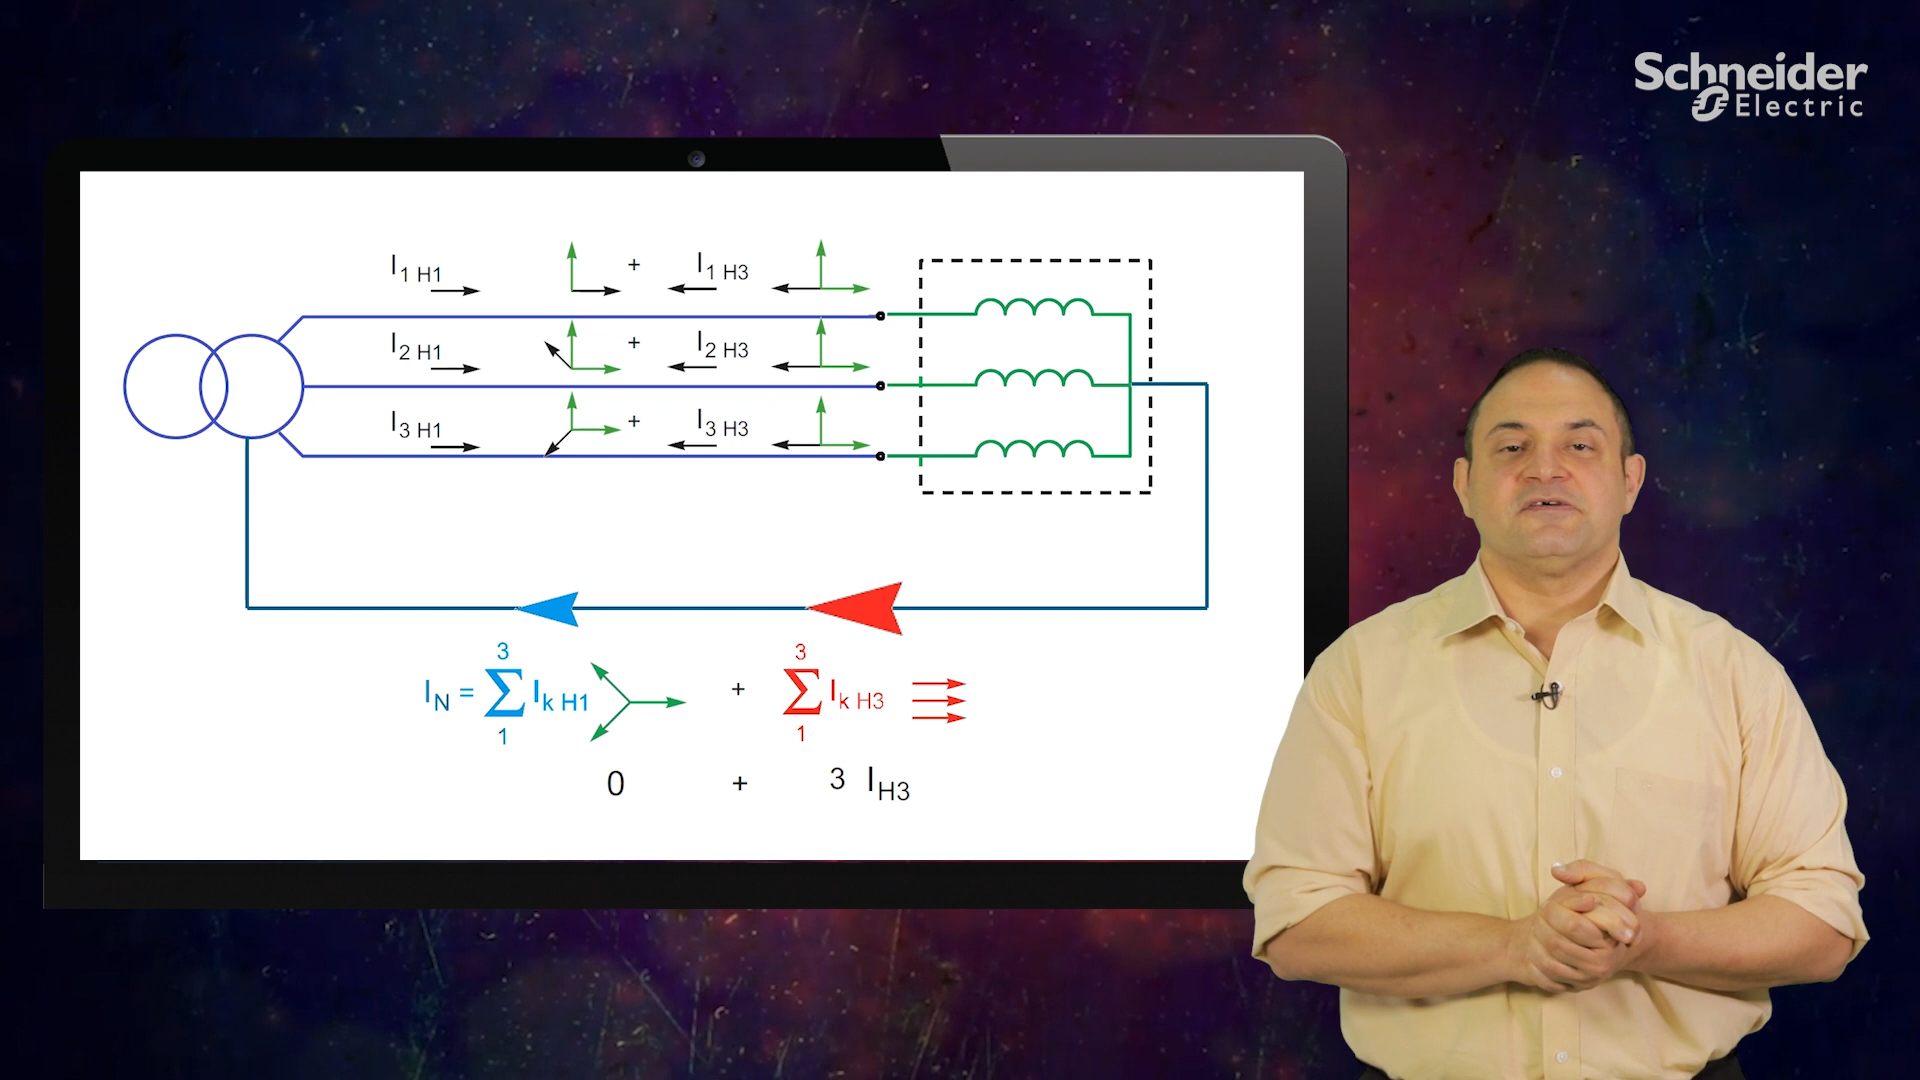 Schneider
Electric
I1 H1 + I1 H3
I2 H1 + I2 H3
I3 H1 + I3 H3
3 3
IN = Σ Ik H1 + Σ Ik H3
1 1
0 + 3 IH3